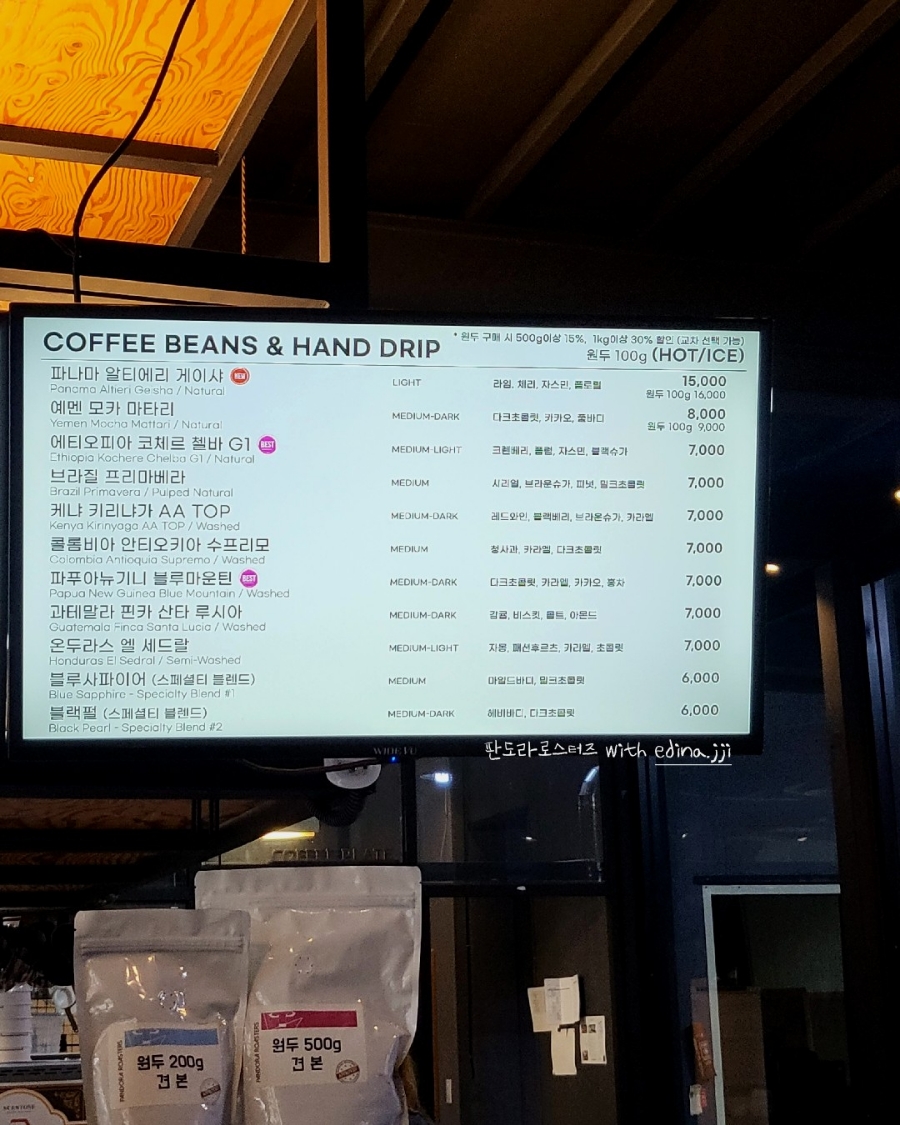 COFFEE BEANS & HAND DRIP
* 원두 구매 시 500g이상 15%, 1kg이상 30% 할인 (교차 선택 가능)
원두 100g (HOT/ICE)
파나마 알티에리 게이샤 NEW
Panama Altieri Geisha / Natural
LIGHT
라임, 체리, 자스민, 플로럴
15,000
원두 100g 16,000
예멘 모카 마타리
Yemen Mocha Mattari / Natural
MEDIUM-DARK
다크초콜릿, 카카오, 풀바디
8,000
원두 100g 9,000
에티오피아 코체르 첼바 G1 BEST
Ethiopia Kochere Chelba G1 / Natural
MEDIUM-LIGHT
크랜베리, 플럼, 자스민, 블랙슈가
7,000
브라질 프리마베라
Brazil Primavera / Pulped Natural
MEDIUM
시리얼, 브라운슈가, 피넛, 밀크초콜릿
7,000
케냐 키리냐가 AA TOP
Kenya Kirinyaga AA TOP / Washed
MEDIUM-DARK
레드와인, 블랙베리, 브라운슈가, 카라멜
7,000
콜롬비아 안티오키아 수프리모
Colombia Antioquia Supremo / Washed
MEDIUM
청사과, 카라멜, 다크초콜릿
7,000
파푸아뉴기니 블루마운틴 BEST
Papua New Guinea Blue Mountain / Washed
MEDIUM-DARK
다크초콜릿, 카라멜, 카카오, 홍차
7,000
과테말라 핀카 산타 루시아
Guatemala Finca Santa Lucia / Washed
MEDIUM-DARK
감귤, 비스킷, 몰트, 아몬드
7,000
온두라스 엘 세드랄
Honduras El Sedral / Semi-Washed
MEDIUM-LIGHT
자몽, 패션후르츠, 카라멜, 초콜릿
7,000
블루사파이어 (스페셜티 블렌드)
Blue Sapphire - Specialty Blend #1
MEDIUM
마일드바디, 밀크초콜릿
6,000
블랙펄 (스페셜티 블렌드)
Black Pearl - Specialty Blend #2
MEDIUM-DARK
헤비바디, 다크초콜릿
6,000
WIDEVU
판도라로스터즈 with edina.jji
PANDORA ROASTERS
원두 200g
견 본
PANDORA ROASTERS
원두 500g
견 본